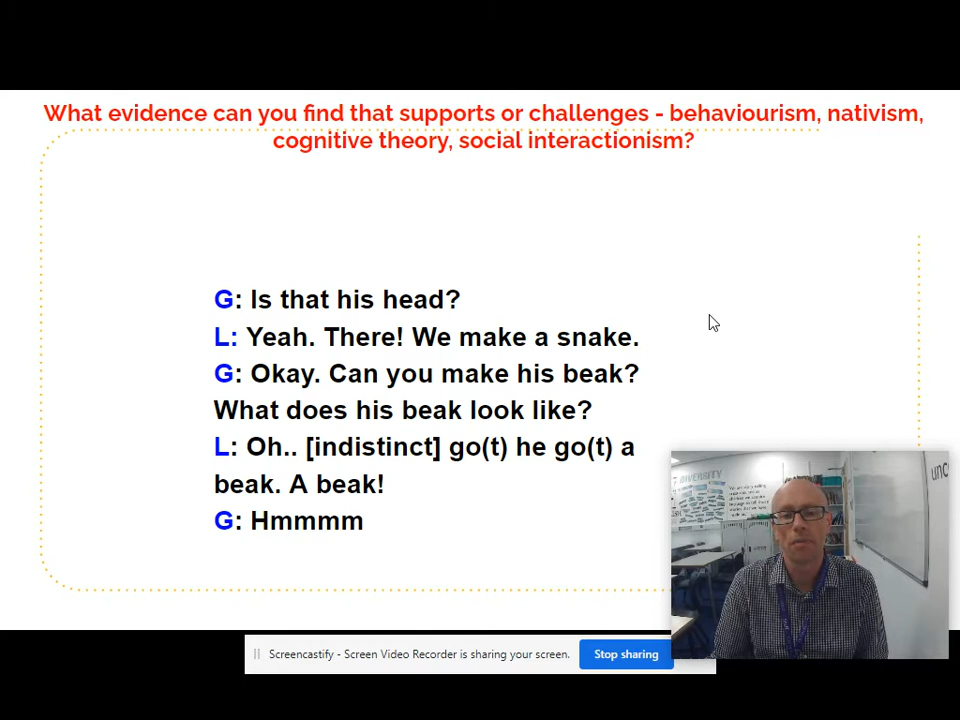 What evidence can you find that supports or challenges - behaviourism, nativism,
cognitive theory, social interactionism?
G: Is that his head?
L: Yeah. There! We make a snake.
G: Okay. Can you make his beak?
What does his beak look like?
L: Oh.. [indistinct] go(t) he go(t) a
beak. A beak!
G: Hmmmm
DIVERSITY
Screencastify - Screen Video Recorder is sharing your screen.
Stop sharing